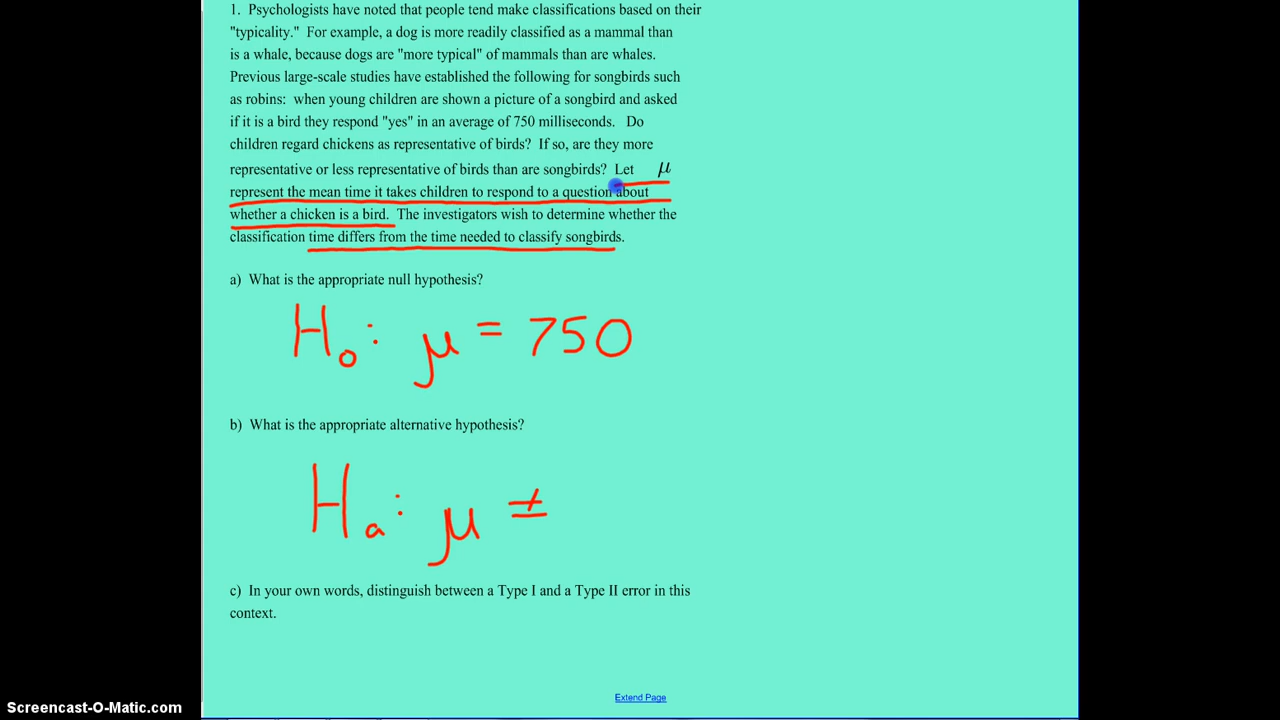 1. Psychologists have noted that people tend make classifications based on their
"typicality." For example, a dog is more readily classified as a mammal than
is a whale, because dogs are "more typical" of mammals than are whales.
Previous large-scale studies have established the following for songbirds such
as robins: when young children are shown a picture of a songbird and asked
if it is a bird they respond "yes" in an average of 750 milliseconds. Do
children regard chickens as representative of birds? If so, are they more
representative or less representative of birds than are songbirds? Let μ
represent the mean time it takes children to respond to a question about
whether a chicken is a bird. The investigators wish to determine whether the
classification time differs from the time needed to classify songbirds.
a) What is the appropriate null hypothesis?
H₀: μ = 750
b) What is the appropriate alternative hypothesis?
Hₐ: μ ≠
c) In your own words, distinguish between a Type I and a Type II error in this
context.
Extend Page
Screencast-O-Matic.com